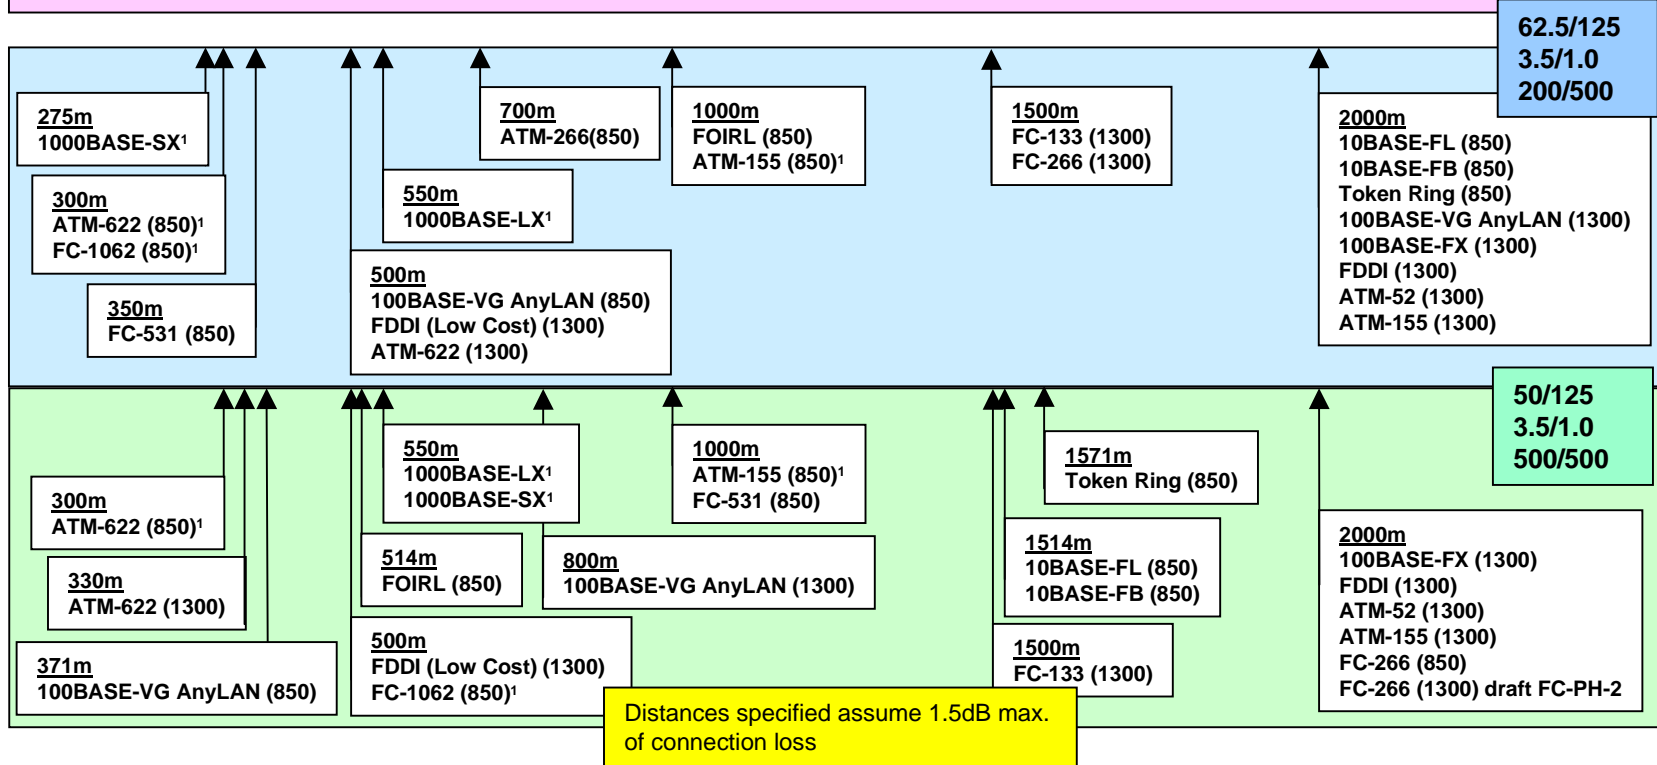 62.5/125
3.5/1.0
200/500
275m
1000BASE-SX¹
300m
ATM-622 (850)¹
FC-1062 (850)¹
350m
FC-531 (850)
500m
100BASE-VG AnyLAN (850)
FDDI (Low Cost) (1300)
ATM-622 (1300)
550m
1000BASE-LX¹
700m
ATM-266(850)
1000m
FOIRL (850)
ATM-155 (850)¹
1500m
FC-133 (1300)
FC-266 (1300)
2000m
10BASE-FL (850)
10BASE-FB (850)
Token Ring (850)
100BASE-VG AnyLAN (1300)
100BASE-FX (1300)
FDDI (1300)
ATM-52 (1300)
ATM-155 (1300)
50/125
3.5/1.0
500/500
300m
ATM-622 (850)¹
330m
ATM-622 (1300)
371m
100BASE-VG AnyLAN (850)
550m
1000BASE-LX¹
1000BASE-SX¹
514m
FOIRL (850)
500m
FDDI (Low Cost) (1300)
FC-1062 (850)¹
800m
100BASE-VG AnyLAN (1300)
1000m
ATM-155 (850)¹
FC-531 (850)
1571m
Token Ring (850)
1514m
10BASE-FL (850)
10BASE-FB (850)
1500m
FC-133 (1300)
2000m
100BASE-FX (1300)
FDDI (1300)
ATM-52 (1300)
ATM-155 (1300)
FC-266 (850)
FC-266 (1300) draft FC-PH-2
Distances specified assume 1.5dB max.
of connection loss